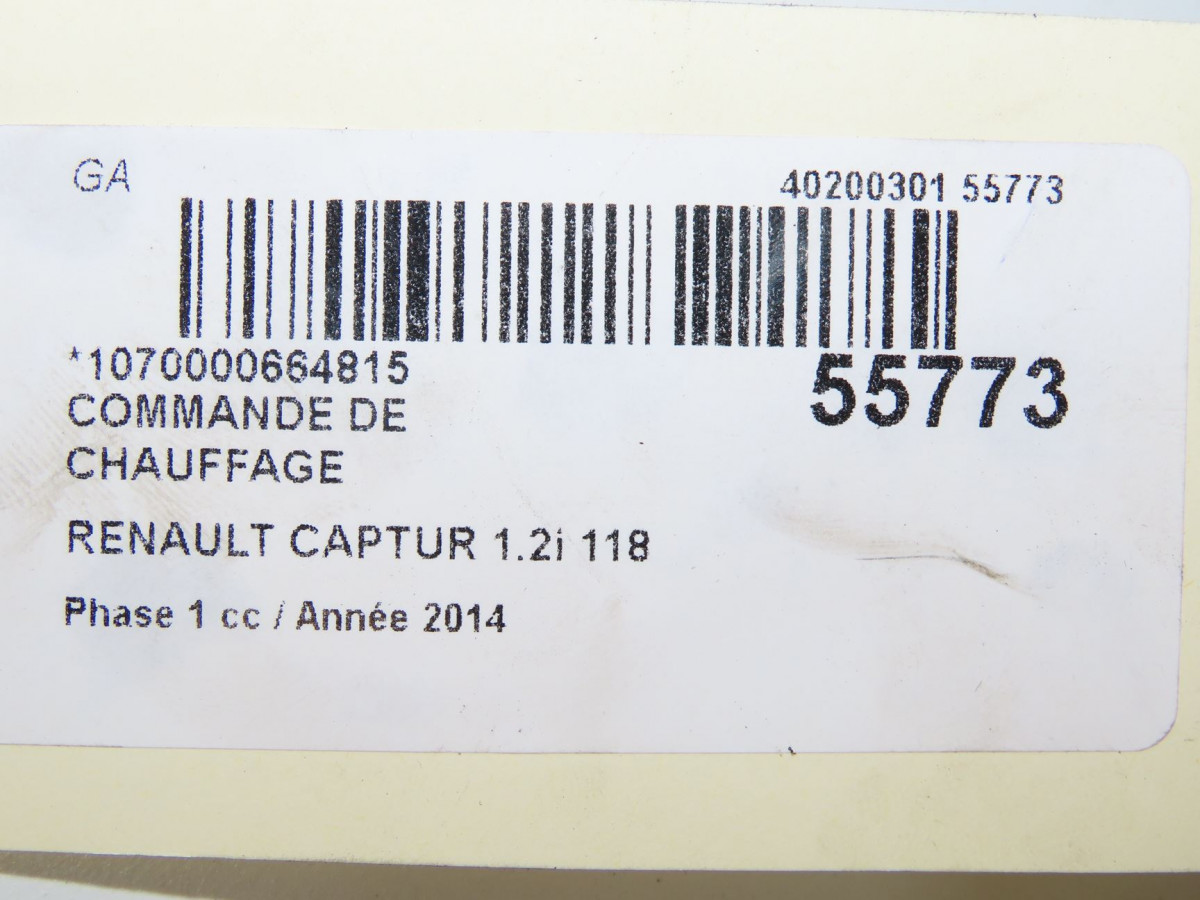 GA
40200301 55773
*1070000664815
55773
COMMANDE DE
CHAUFFAGE
RENAULT CAPTUR 1.2i 118
Phase 1 cc / Année 2014